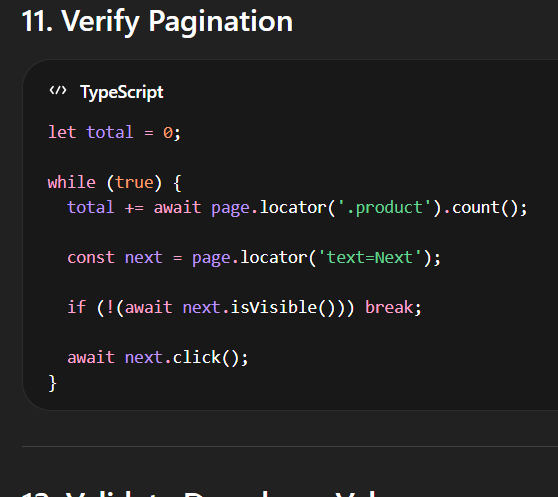 11. Verify Pagination
</> TypeScript
let total = 0;
while (true) {
total += await page.locator('.product').count();
const next = page.locator('text=Next');
if (!(await next.isVisible())) break;
await next.click();
}